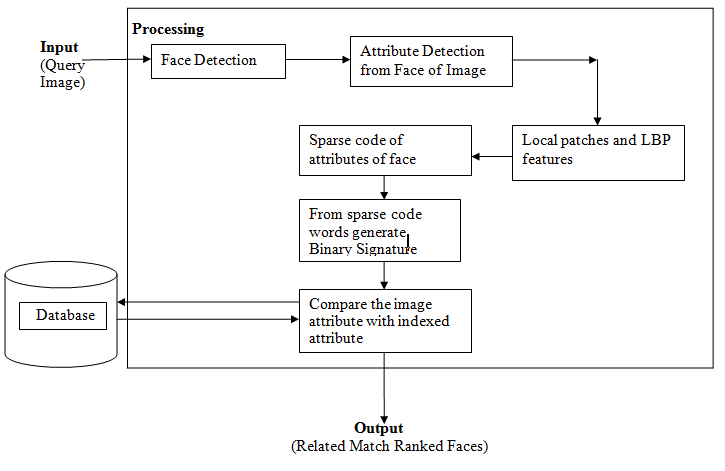 Processing
Input
(Query
Image)
Face Detection
Attribute Detection
from Face of Image
Local patches and LBP
features
Sparse code of
attributes of face
From sparse code
words generate
Binary Signature
Database
Compare the image
attribute with indexed
attribute
Output
(Related Match Ranked Faces)